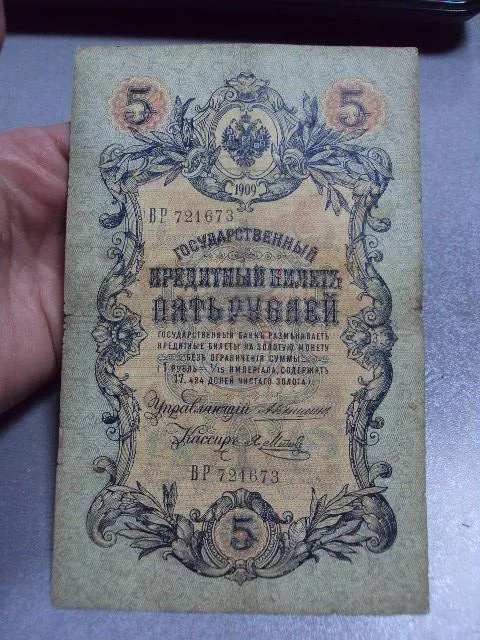 5 5
1909
ВР 721673
ГОСУДАРСТВЕННЫЙ
КРЕДИТНЫЙ БИЛЕТЪ
ПЯТЬ РУБЛЕЙ
ГОСУДАРСТВЕННЫЙ БАНКЪ РАЗМѢНИВАЕТЪ
КРЕДИТНЫЕ БИЛЕТЫ НА ЗОЛОТУЮ МОНЕТУ
БЕЗЪ ОГРАНИЧЕНІЯ СУММЫ
(1 РУБЛЬ = 1/15 ИМПЕРІАЛА, СОДЕРЖИТЪ
17,424 ДОЛЕЙ ЧИСТАГО ЗОЛОТА).
Управляющій
Кассиръ
ВР 721673
5